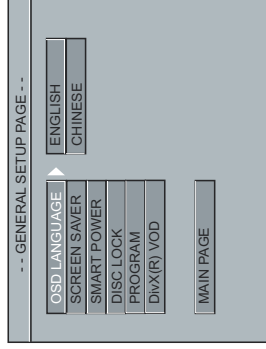 - - GENERAL SETUP PAGE - -
OSD LANGUAGE
SCREEN SAVER
SMART POWER
DISC LOCK
PROGRAM
DivX(R) VOD
MAIN PAGE
ENGLISH
CHINESE